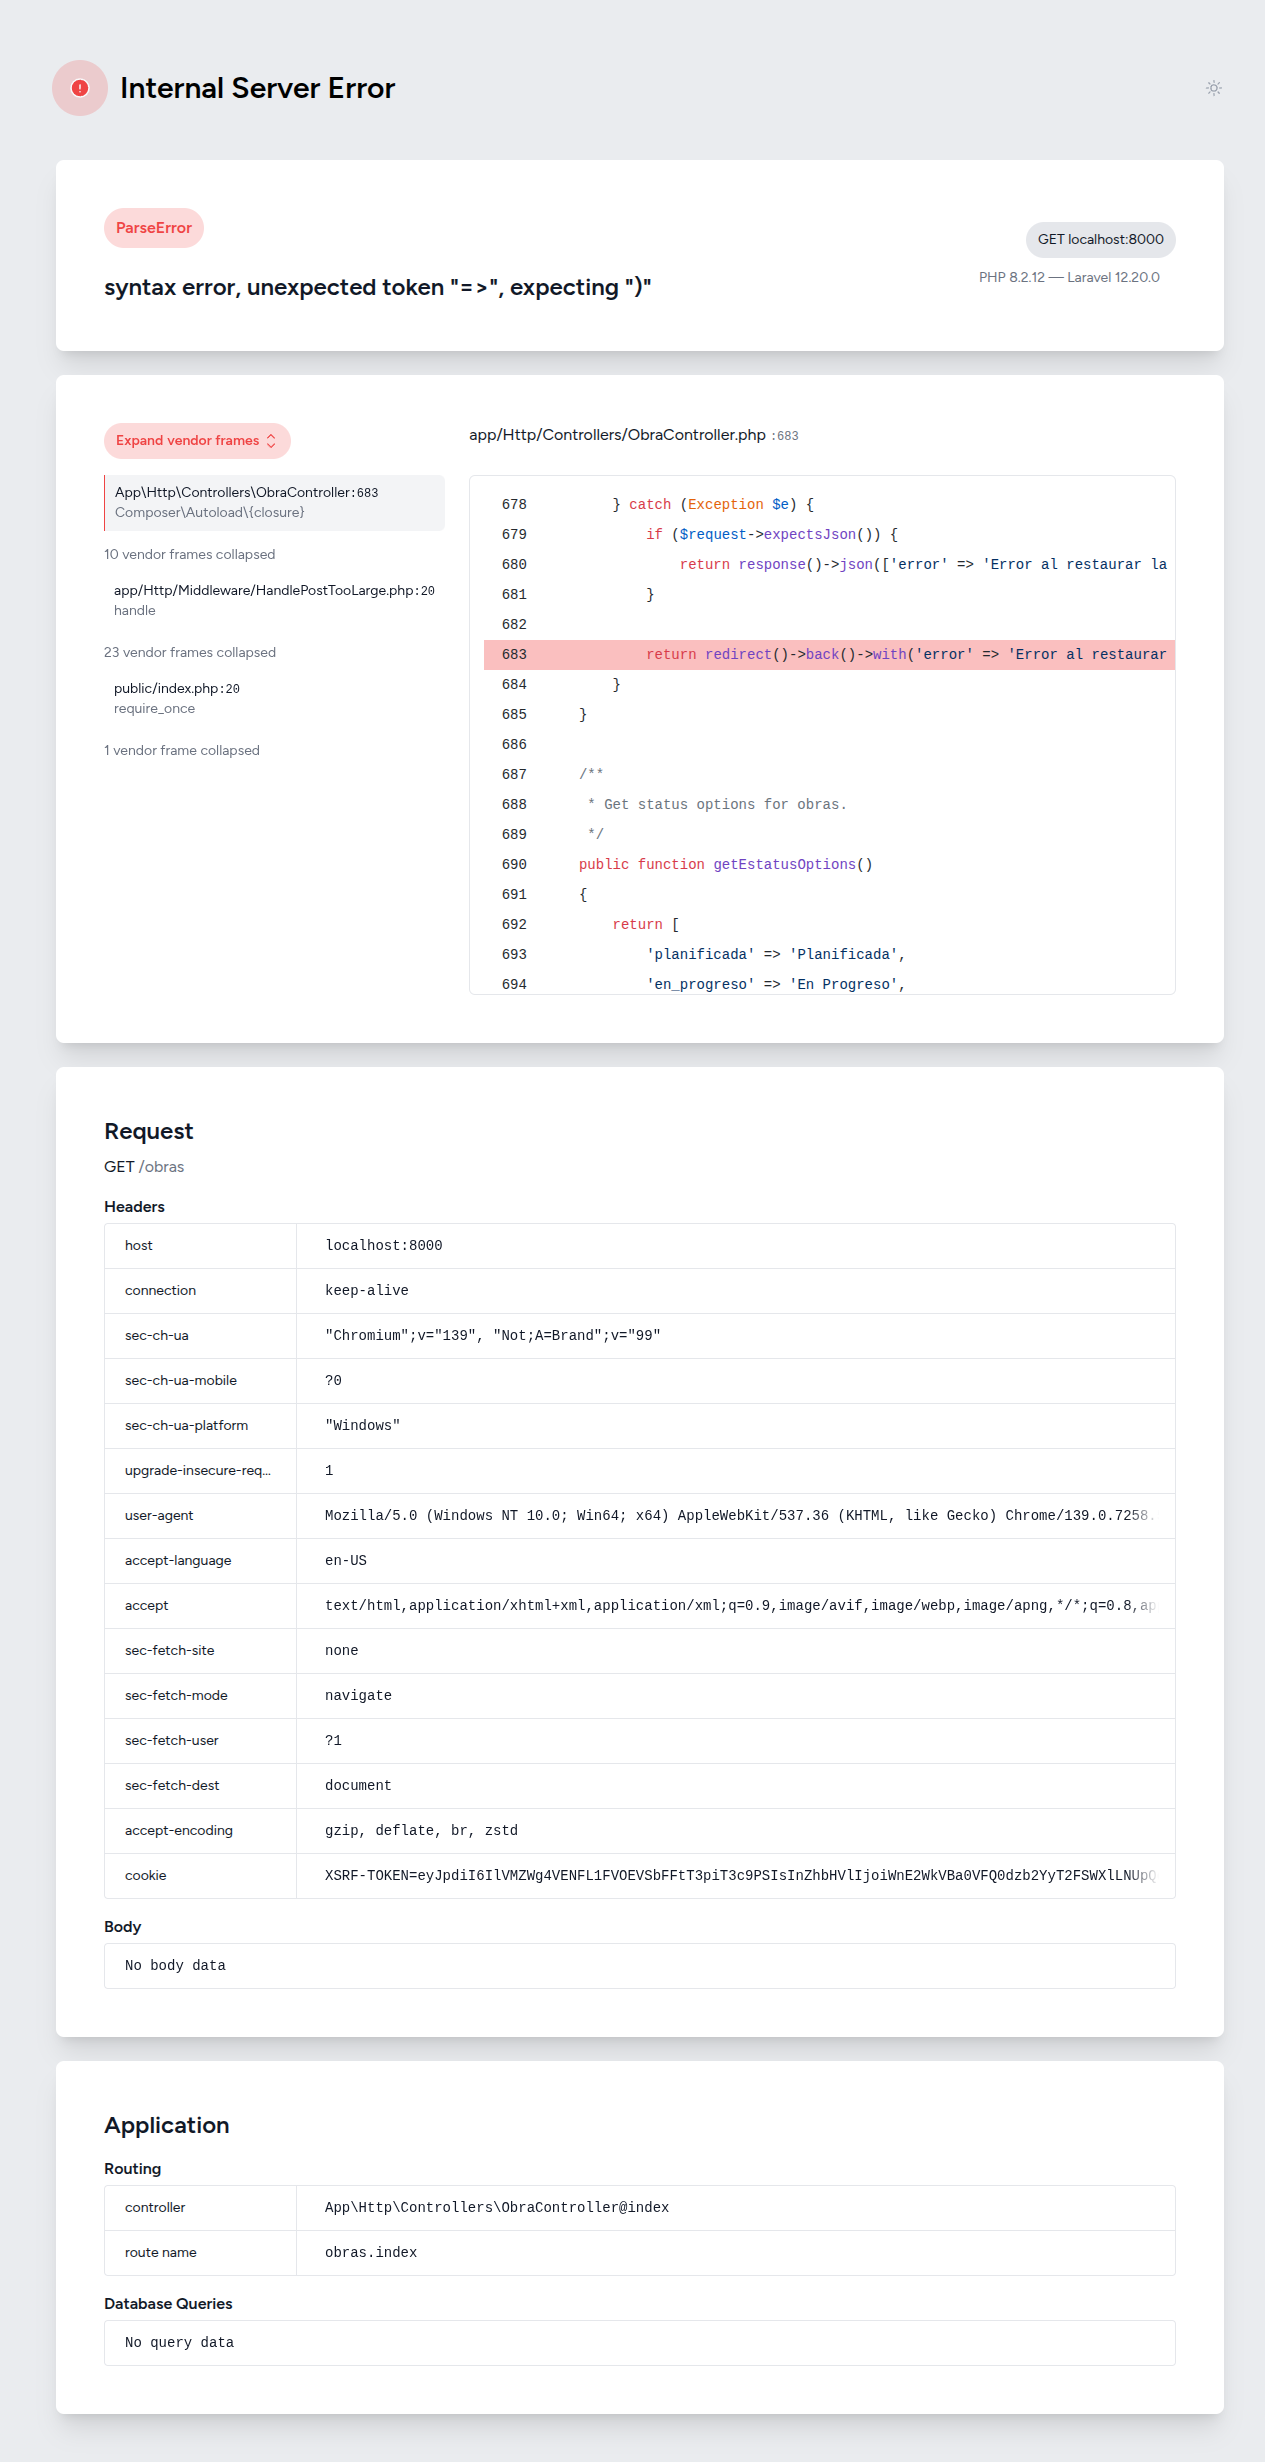 Internal Server Error
ParseError
GET localhost:8000
syntax error, unexpected token "=>", expecting ")"
PHP 8.2.12 — Laravel 12.20.0
Expand vendor frames
App\Http\Controllers\ObraController:683
Composer\Autoload\{closure}
10 vendor frames collapsed
app/Http/Middleware/HandlePostTooLarge.php:20
handle
23 vendor frames collapsed
public/index.php:20
require_once
1 vendor frame collapsed
app/Http/Controllers/ObraController.php :683
678 } catch (Exception $e) {
679 if ($request->expectsJson()) {
680 return response()->json(['error' => 'Error al restaurar la
681 }
682
683 return redirect()->back()->with('error' => 'Error al restaurar
684 }
685 }
686
687 /**
688 * Get status options for obras.
689 */
690 public function getEstatusOptions()
691 {
692 return [
693 'planificada' => 'Planificada',
694 'en_progreso' => 'En Progreso',
Request
GET /obras
Headers
host localhost:8000
connection keep-alive
sec-ch-ua "Chromium";v="139", "Not;A=Brand";v="99"
sec-ch-ua-mobile ?0
sec-ch-ua-platform "Windows"
upgrade-insecure-req... 1
user-agent Mozilla/5.0 (Windows NT 10.0; Win64; x64) AppleWebKit/537.36 (KHTML, like Gecko) Chrome/139.0.7258.
accept-language en-US
accept text/html,application/xhtml+xml,application/xml;q=0.9,image/avif,image/webp,image/apng,*/*;q=0.8,ap
sec-fetch-site none
sec-fetch-mode navigate
sec-fetch-user ?1
sec-fetch-dest document
accept-encoding gzip, deflate, br, zstd
cookie XSRF-TOKEN=eyJpdiI6IlVMZWg4VENFL1FVOEVSbFFtT3piT3c9PSIsInZhbHVlIjoiWnE2WkVBa0VFQ0dzb2YyT2FSWXlLNUpQ
Body
No body data
Application
Routing
controller App\Http\Controllers\ObraController@index
route name obras.index
Database Queries
No query data